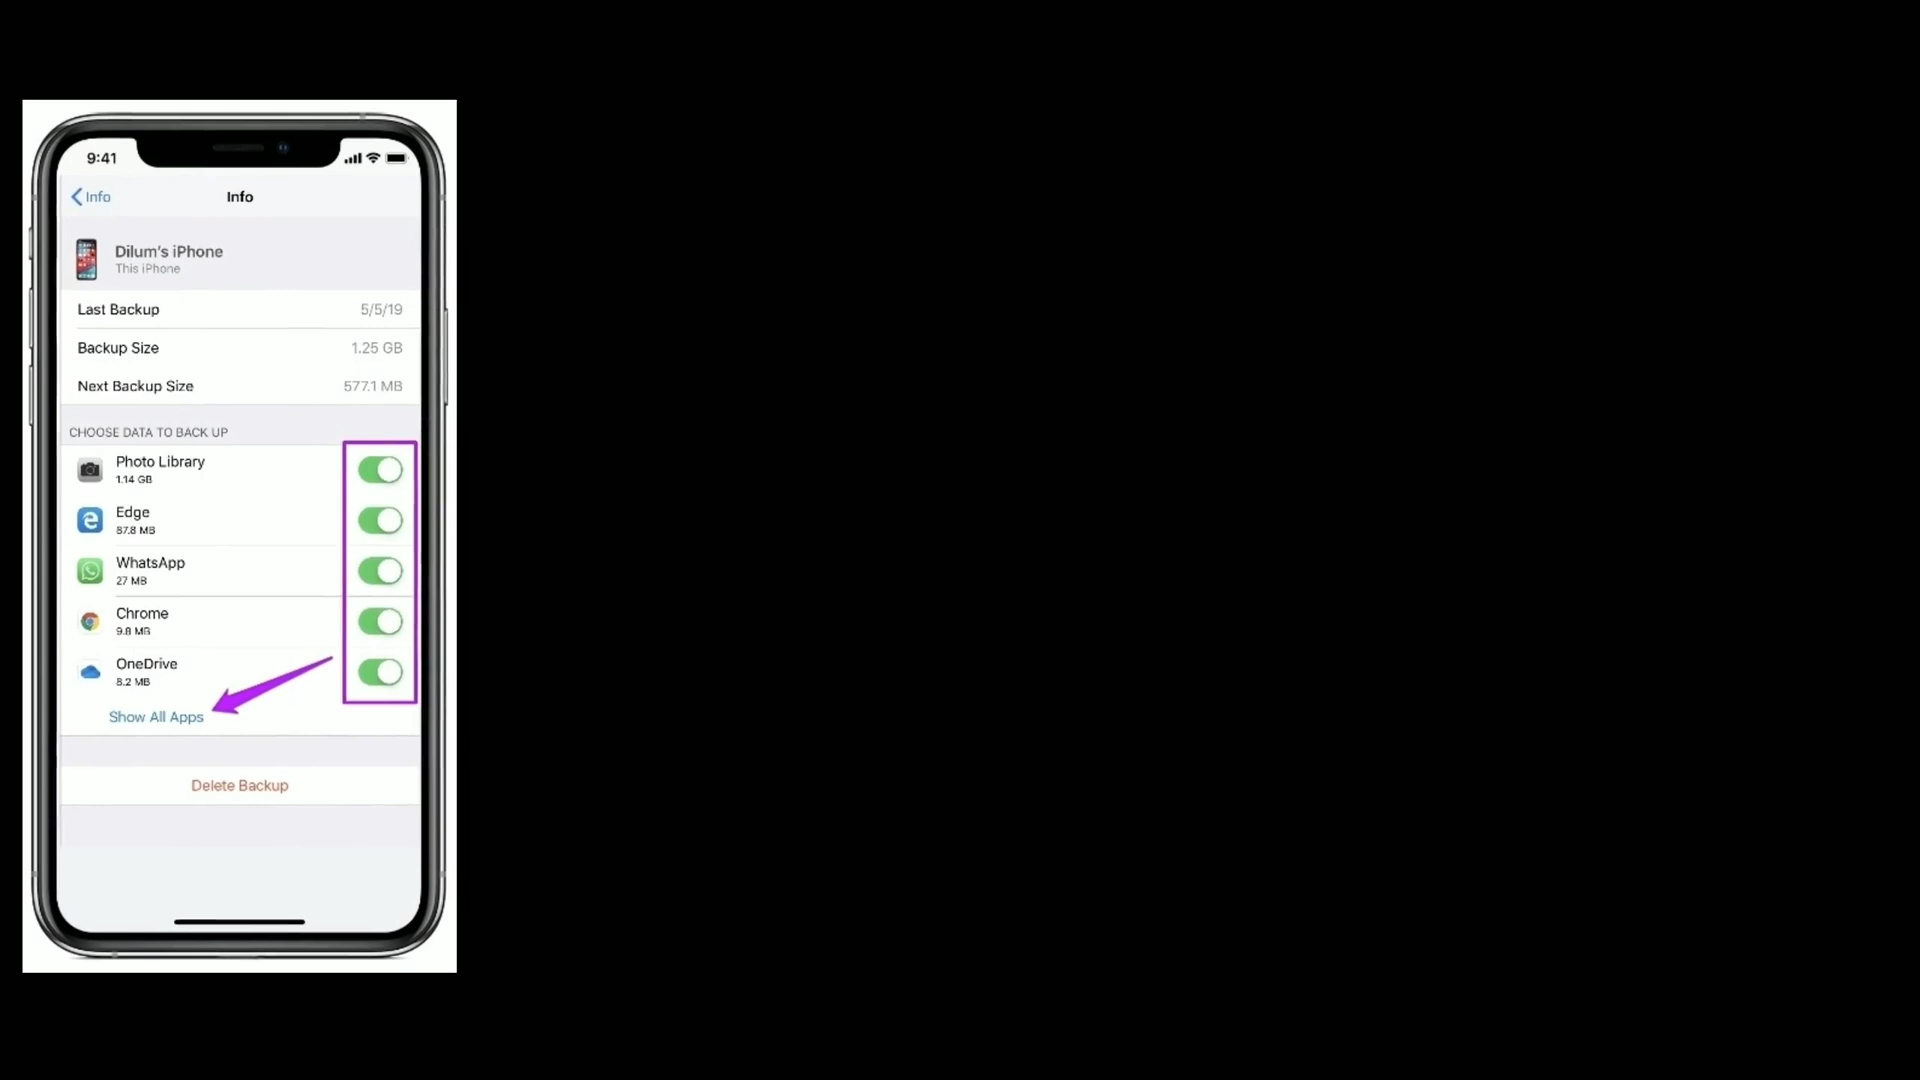 9:41
Info
Info
Dilum's iPhone
This iPhone
Last Backup 5/5/19
Backup Size 1.25 GB
Next Backup Size 577.1 MB
CHOOSE DATA TO BACK UP
Photo Library
1.14 GB
Edge
87.8 MB
WhatsApp
27 MB
Chrome
9.8 MB
OneDrive
8.2 MB
Show All Apps
Delete Backup